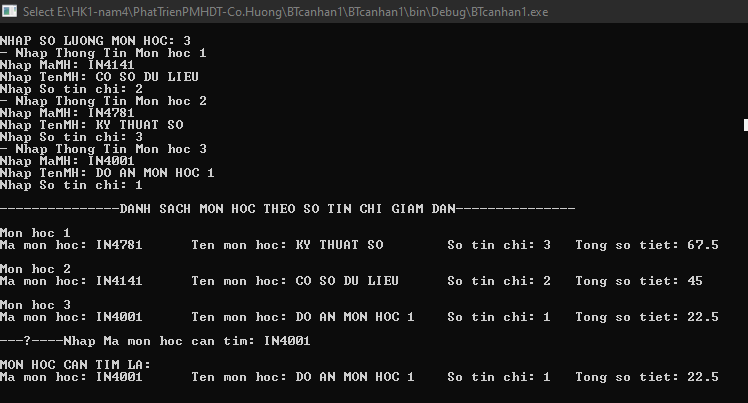 Select E:\HK1-nam4\PhatTrienPMHDT-Co.Huong\BTcanhan1\BTcanhan1\bin\Debug\BTcanhan1.exe
NHAP SO LUONG MON HOC: 3
- Nhap Thong Tin Mon hoc 1
Nhap MaMH: IN4141
Nhap TenMH: CO SO DU LIEU
Nhap So tin chi: 2
- Nhap Thong Tin Mon hoc 2
Nhap MaMH: IN4781
Nhap TenMH: KY THUAT SO
Nhap So tin chi: 3
- Nhap Thong Tin Mon hoc 3
Nhap MaMH: IN4001
Nhap TenMH: DO AN MON HOC 1
Nhap So tin chi: 1
---------------DANH SACH MON HOC THEO SO TIN CHI GIAM DAN---------------
Mon hoc 1
Ma mon hoc: IN4781      Ten mon hoc: KY THUAT SO        So tin chi: 3   Tong so tiet: 67.5
Mon hoc 2
Ma mon hoc: IN4141      Ten mon hoc: CO SO DU LIEU      So tin chi: 2   Tong so tiet: 45
Mon hoc 3
Ma mon hoc: IN4001      Ten mon hoc: DO AN MON HOC 1    So tin chi: 1   Tong so tiet: 22.5
---?----Nhap Ma mon hoc can tim: IN4001
MON HOC CAN TIM LA:
Ma mon hoc: IN4001      Ten mon hoc: DO AN MON HOC 1    So tin chi: 1   Tong so tiet: 22.5